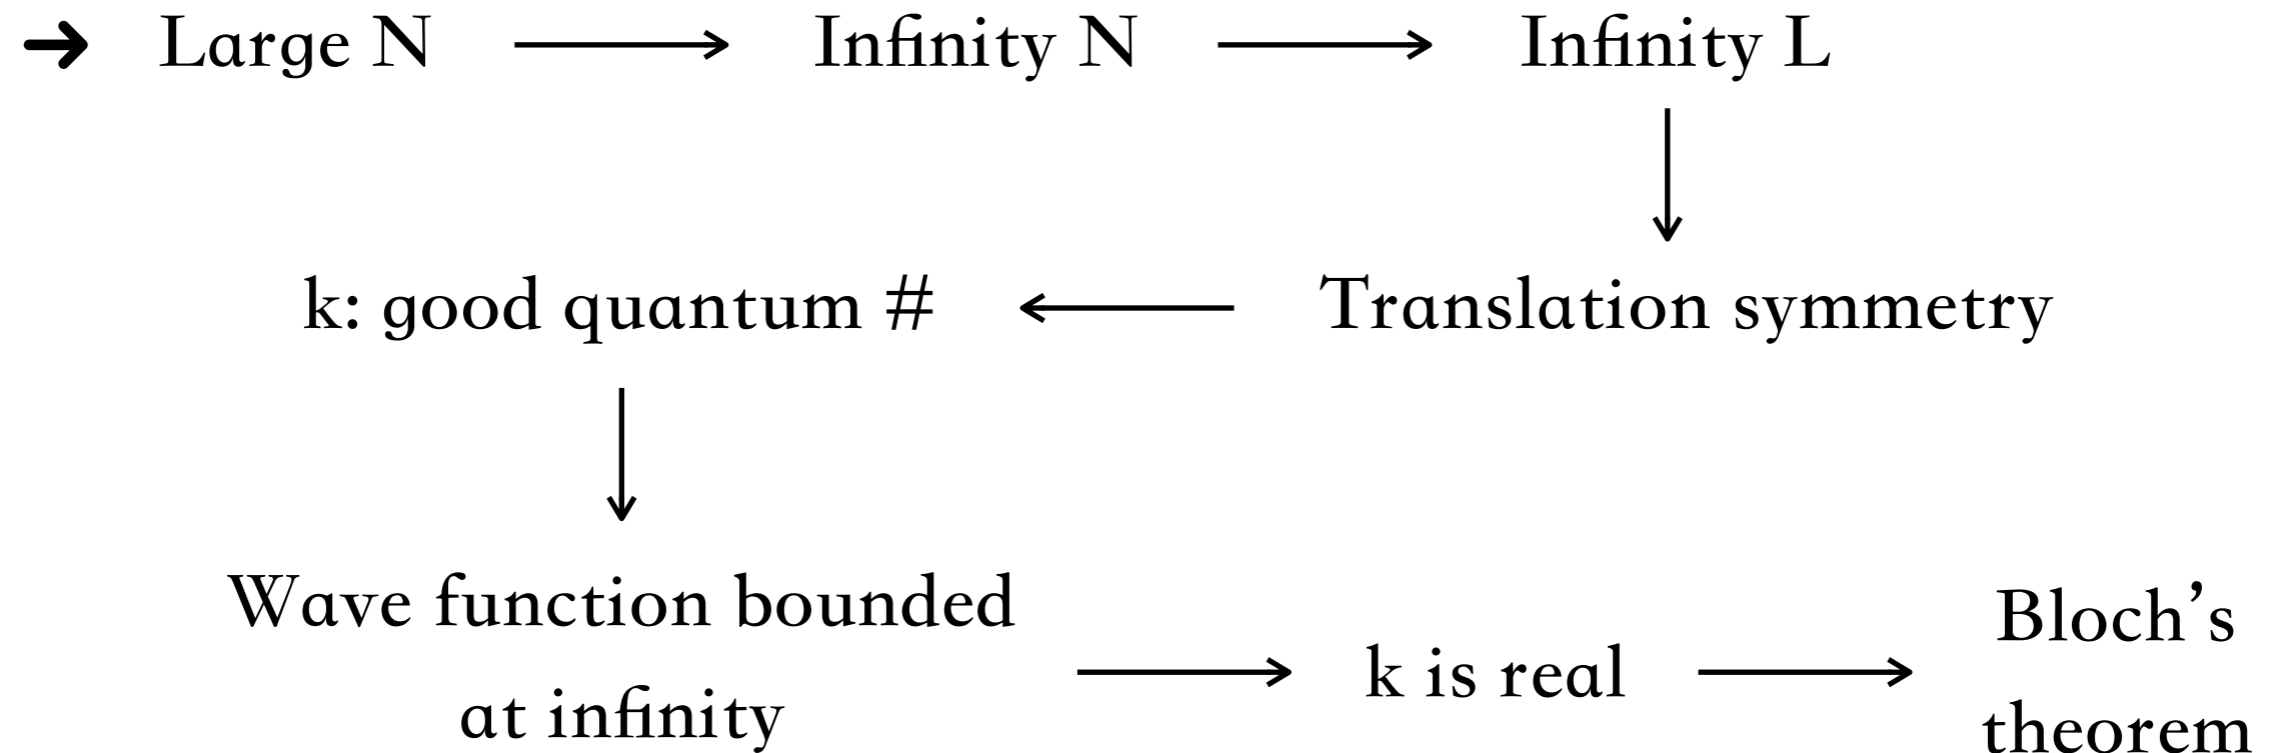 ➔ Large N ⟶ Infinity N ⟶ Infinity L
k: good quantum # ⟵ Translation symmetry
Wave function bounded
at infinity ⟶ k is real ⟶ Bloch’s
theorem